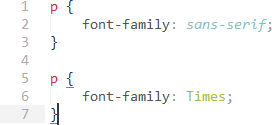 1 p {
2     font-family: sans-serif;
3 }
4
5 p {
6     font-family: Times;
7 }